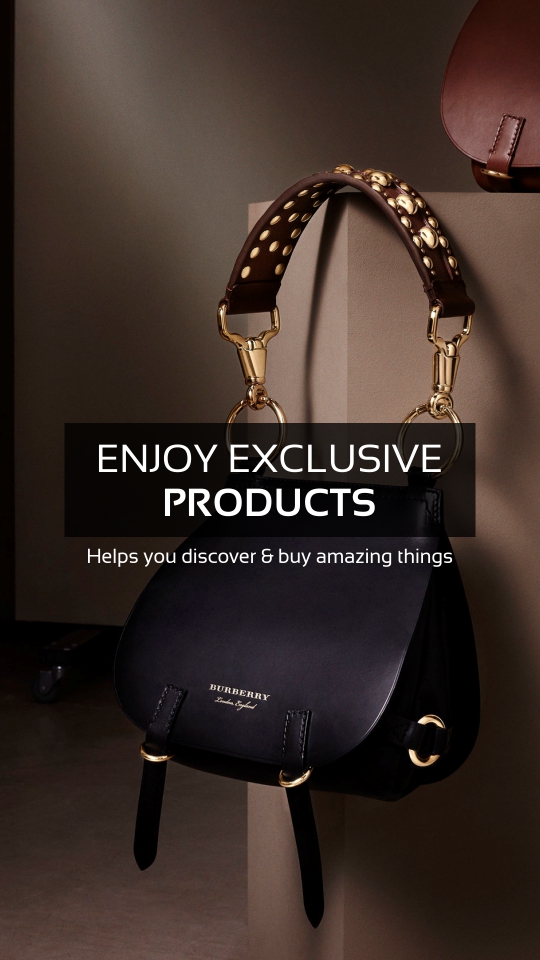 ENJOY EXCLUSIVE
PRODUCTS
Helps you discover & buy amazing things
BURBERRY
London, England